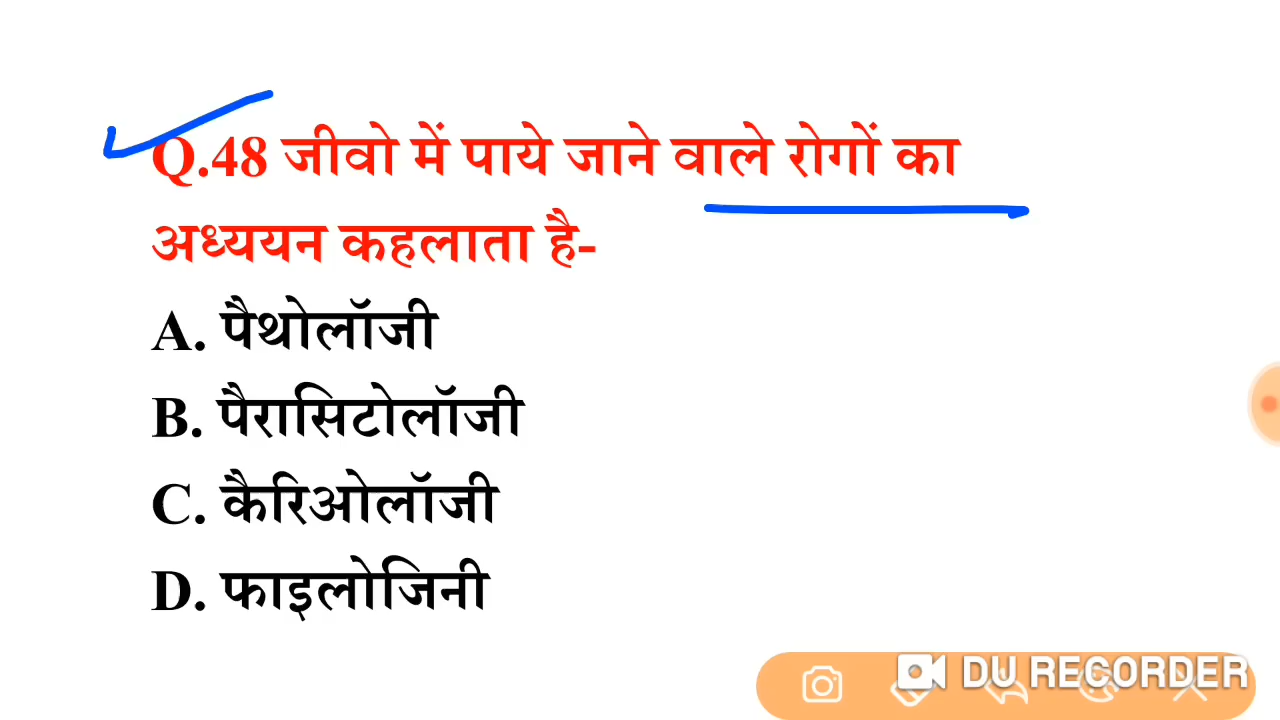 Q.48 जीवो में पाये जाने वाले रोगों का
अध्ययन कहलाता है-
A. पैथोलॉजी
B. पैरासिटोलॉजी
C. कैरिओलॉजी
D. फाइलोजिनी
DU RECORDER